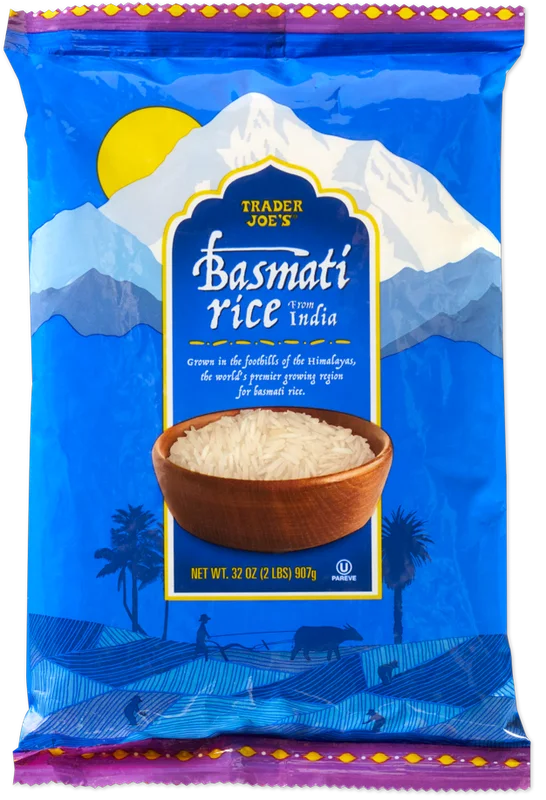 TRADER
JOE'S
Basmati
rice From India
Grown in the foothills of the Himalayas,
the world's premier growing region
for basmati rice.
NET WT. 32 OZ (2 LBS) 907g
U
PAREVE